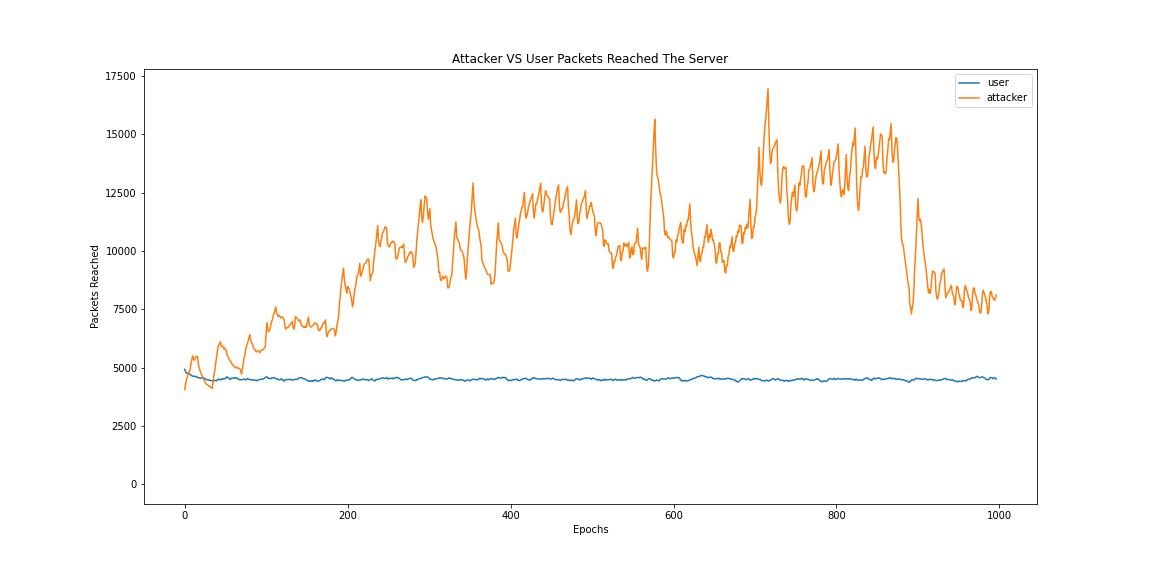 Attacker VS User Packets Reached The Server
user
attacker
17500
15000
12500
10000
7500
5000
2500
0
Packets Reached
0 200 400 600 800 1000
Epochs